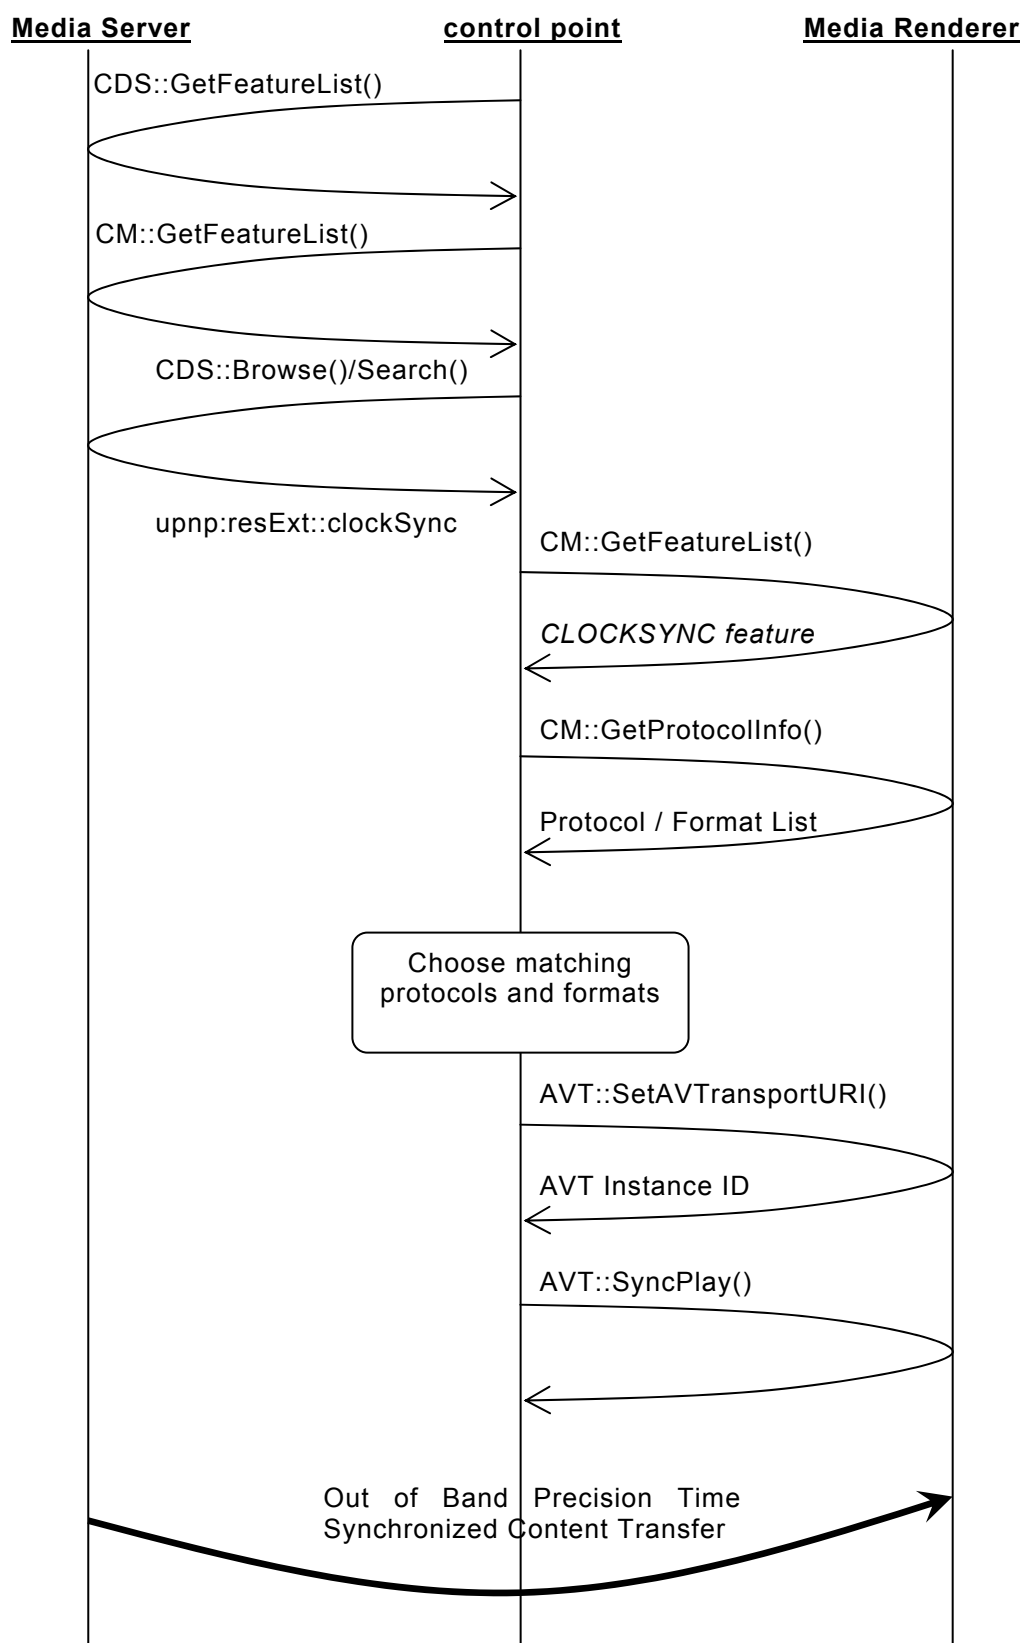 Media Server
control point
Media Renderer
CDS::GetFeatureList()
CM::GetFeatureList()
CDS::Browse()/Search()
upnp:resExt::clockSync
CM::GetFeatureList()
CLOCKSYNC feature
CM::GetProtocolInfo()
Protocol / Format List
Choose matching
protocols and formats
AVT::SetAVTransportURI()
AVT Instance ID
AVT::SyncPlay()
Out of Band Precision Time
Synchronized Content Transfer